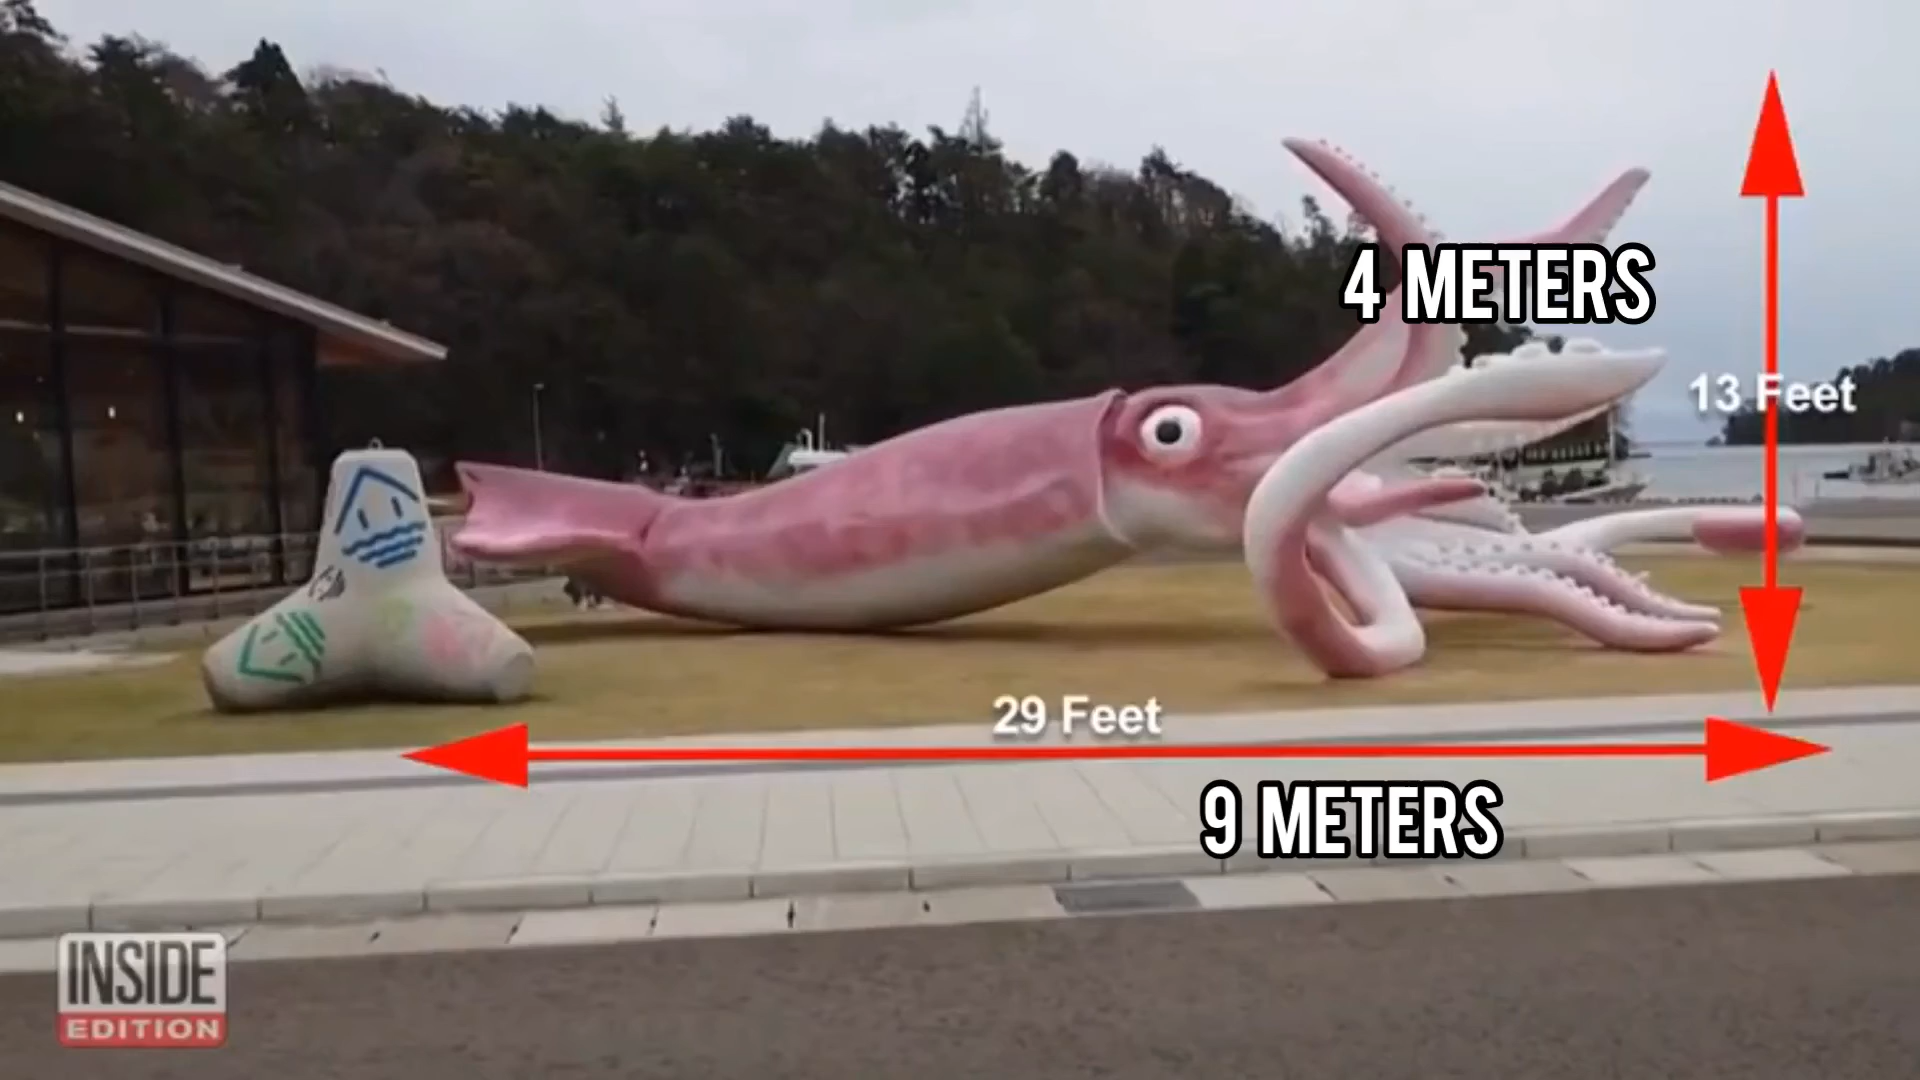 4 METERS
13 Feet
29 Feet
9 METERS
INSIDE
EDITION